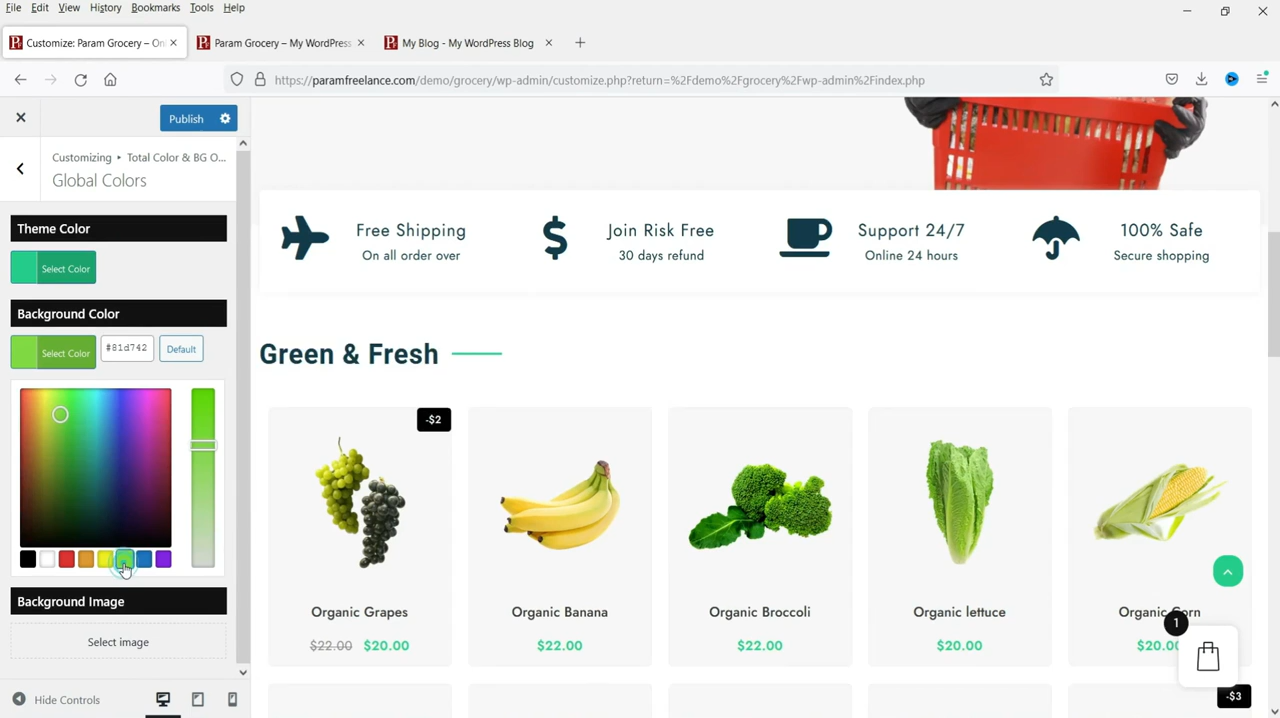 File Edit View History Bookmarks Tools Help
Customize: Param Grocery – On
Param Grocery – My WordPress
My Blog - My WordPress Blog
https://paramfreelance.com/demo/grocery/wp-admin/customize.php?return=%2Fdemo%2Fgrocery%2Fwp-admin%2Findex.php
Publish
Customizing ▸ Total Color & BG O...
Global Colors
Theme Color
Select Color
Background Color
Select Color #81d742 Default
Background Image
Select image
Hide Controls
Free Shipping
On all order over
Join Risk Free
30 days refund
Support 24/7
Online 24 hours
100% Safe
Secure shopping
Green & Fresh
-$2
Organic Grapes
$22.00 $20.00
Organic Banana
$22.00
Organic Broccoli
$22.00
Organic lettuce
$20.00
Organic Corn
$20.00
1
-$3